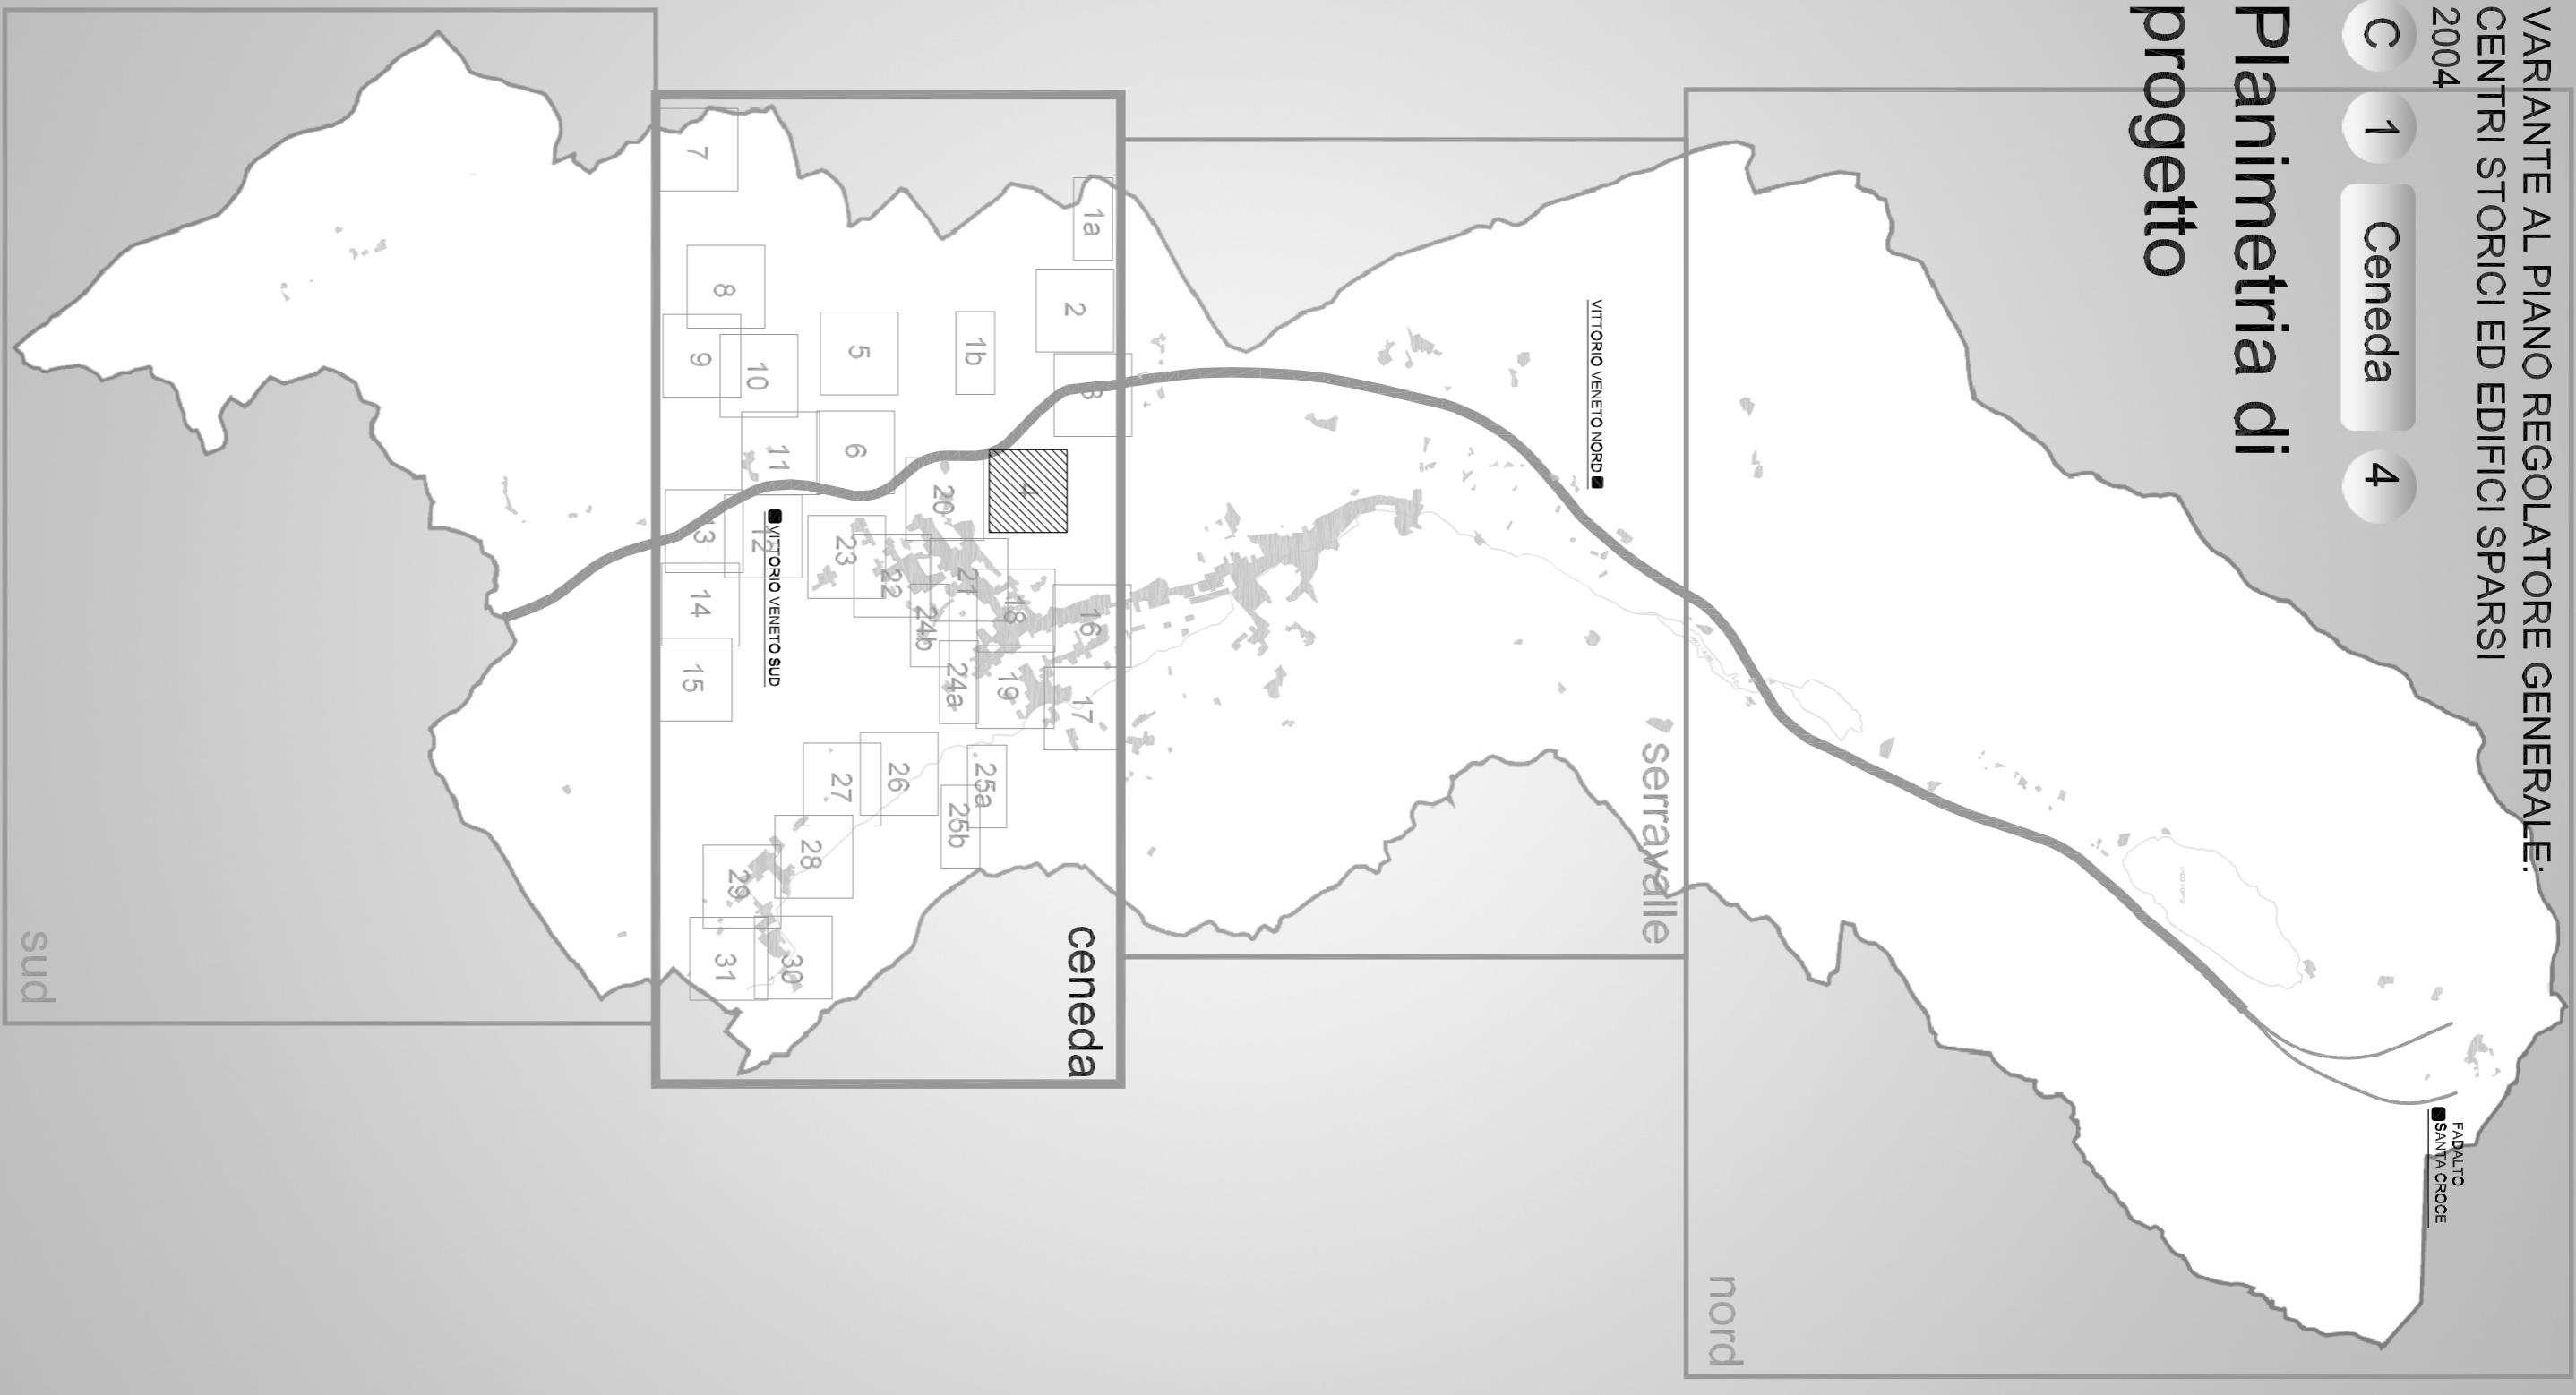 VARIANTE AL PIANO REGOLATORE GENERALE:
CENTRI STORICI ED EDIFICI SPARSI
2004
C 1 Ceneda 4
Planimetria di
progetto
FADALTO
SANTA CROCE
nord
serravalle
VITTORIO VENETO NORD
ceneda
1a
2
1b
3
4
5
6
7
8
9
10
11
12
13
14
15
16
17
18
19
20
21
22
23
24a
24b
25a
25b
26
27
28
29
30
31
VITTORIO VENETO SUD
sud